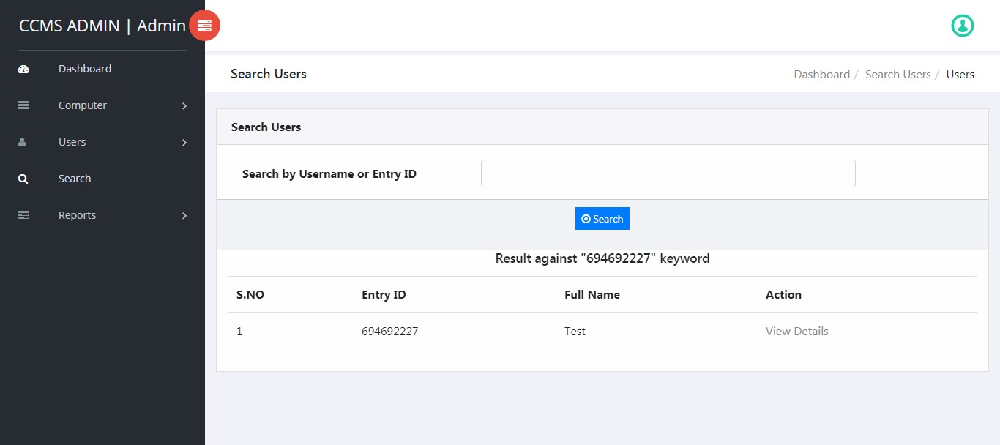 CCMS ADMIN | Admin
Dashboard
Computer
Users
Search
Reports
Search Users
Dashboard / Search Users / Users
Search Users
Search by Username or Entry ID
Search
Result against "694692227" keyword
S.NO Entry ID Full Name Action
1 694692227 Test View Details